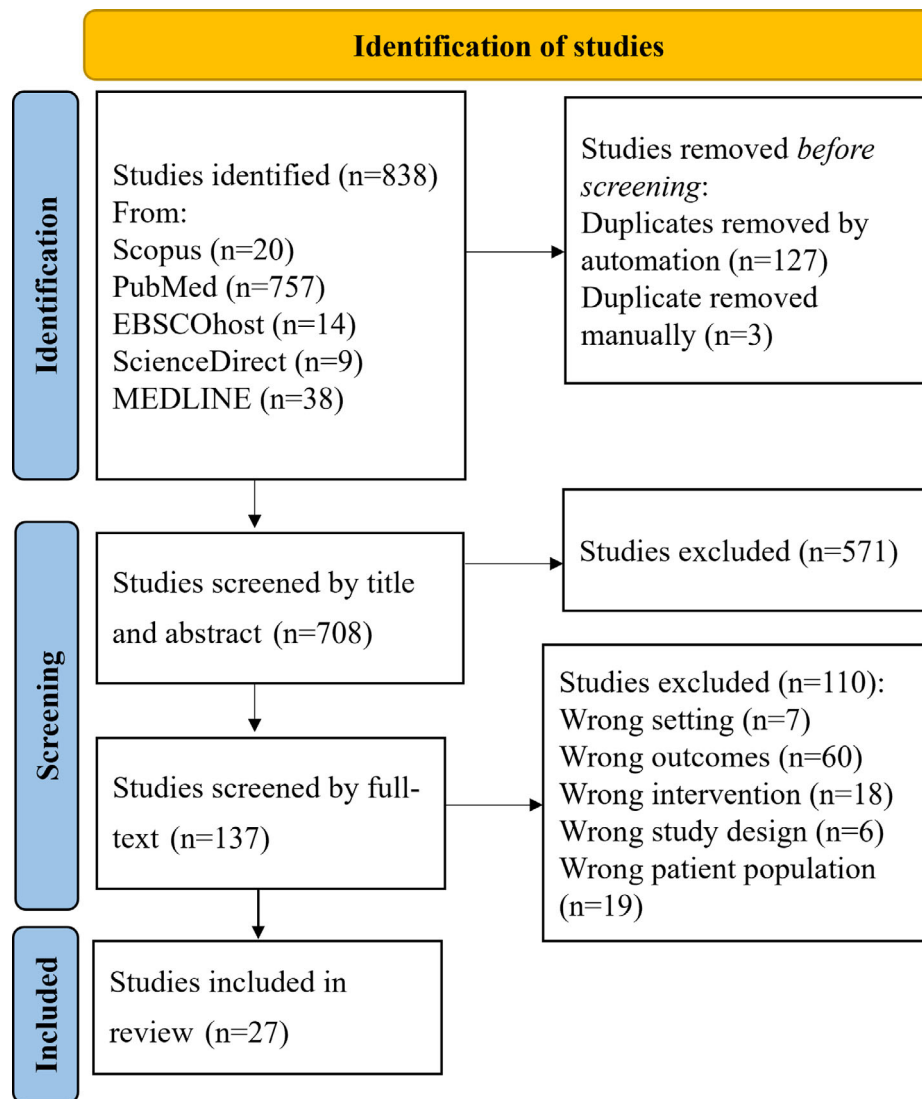 Identification of studies
Identification
Studies identified (n=838)
From:
Scopus (n=20)
PubMed (n=757)
EBSCOhost (n=14)
ScienceDirect (n=9)
MEDLINE (n=38)
Studies removed before
screening:
Duplicates removed by
automation (n=127)
Duplicate removed
manually (n=3)
Screening
Studies screened by title
and abstract (n=708)
Studies excluded (n=571)
Studies screened by full-
text (n=137)
Studies excluded (n=110):
Wrong setting (n=7)
Wrong outcomes (n=60)
Wrong intervention (n=18)
Wrong study design (n=6)
Wrong patient population
(n=19)
Included
Studies included in
review (n=27)